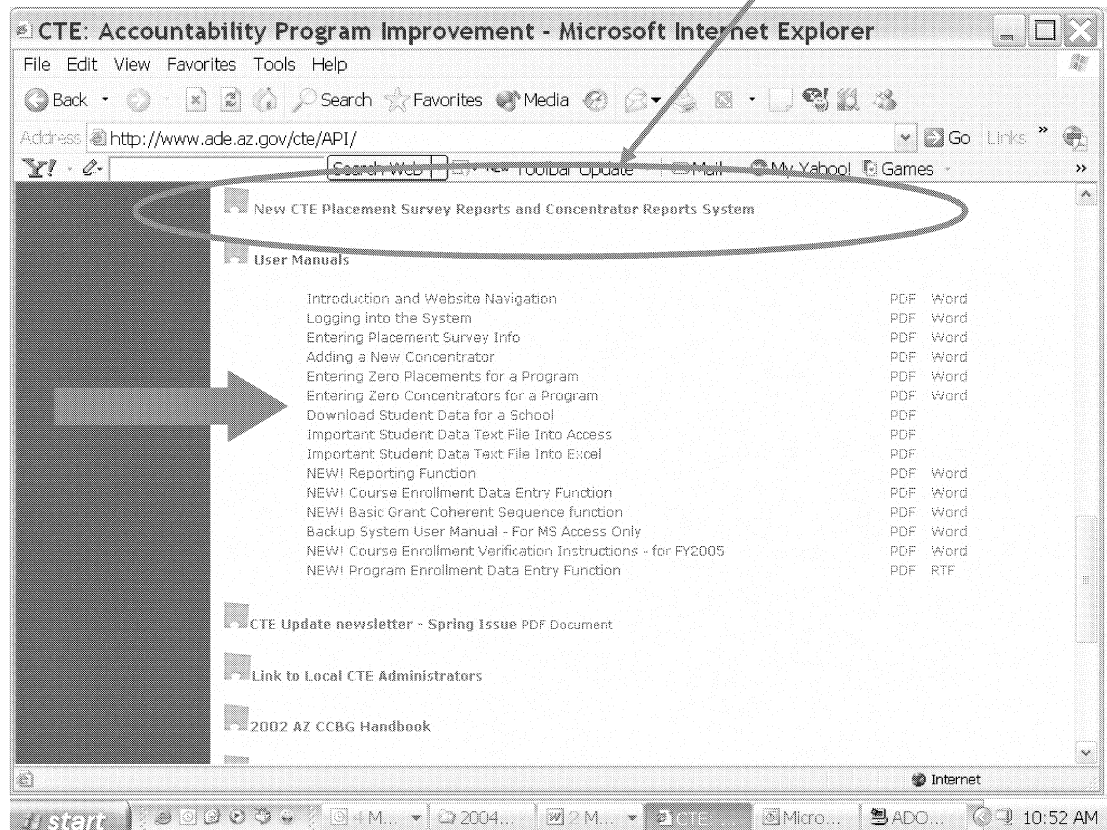 CTE: Accountability Program Improvement - Microsoft Internet Explorer
File Edit View Favorites Tools Help
Back Search Favorites Media
Address http://www.ade.az.gov/cte/API/ Go Links »
Y! Search Web Toolbar Update Mail My Yahoo! Games »
New CTE Placement Survey Reports and Concentrator Reports System
User Manuals
Introduction and Website Navigation PDF Word
Logging into the System PDF Word
Entering Placement Survey Info PDF Word
Adding a New Concentrator PDF Word
Entering Zero Placements for a Program PDF Word
Entering Zero Concentrators for a Program PDF Word
Download Student Data for a School PDF
Important Student Data Text File Into Access PDF
Important Student Data Text File Into Excel PDF
NEW! Reporting Function PDF Word
NEW! Course Enrollment Data Entry Function PDF Word
NEW! Basic Grant Coherent Sequence function PDF Word
Backup System User Manual - For MS Access Only PDF Word
NEW! Course Enrollment Verification Instructions - for FY2005 PDF Word
NEW! Program Enrollment Data Entry Function PDF RTF
CTE Update newsletter - Spring Issue PDF Document
Link to Local CTE Administrators
2002 AZ CCBG Handbook
Internet
start 4 M... 2004... 2 M... CTE Micro... ADO... 10:52 AM